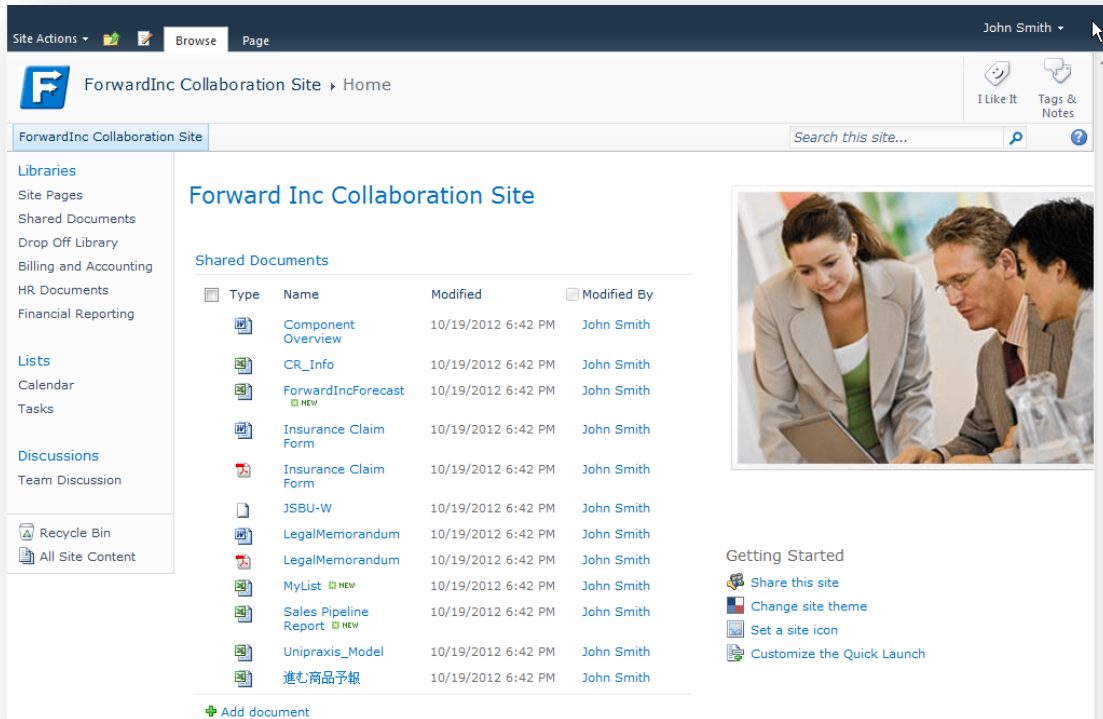 John Smith
Site Actions
Browse
Page
ForwardInc Collaboration Site ▸ Home
I Like It
Tags &
Notes
ForwardInc Collaboration Site
Search this site...
Libraries
Site Pages
Shared Documents
Drop Off Library
Billing and Accounting
HR Documents
Financial Reporting
Lists
Calendar
Tasks
Discussions
Team Discussion
Recycle Bin
All Site Content
Forward Inc Collaboration Site
Shared Documents
Type Name Modified Modified By
Component 10/19/2012 6:42 PM John Smith
Overview
CR_Info 10/19/2012 6:42 PM John Smith
ForwardIncForecast 10/19/2012 6:42 PM John Smith
NEW
Insurance Claim 10/19/2012 6:42 PM John Smith
Form
Insurance Claim 10/19/2012 6:42 PM John Smith
Form
JSBU-W 10/19/2012 6:42 PM John Smith
LegalMemorandum 10/19/2012 6:42 PM John Smith
LegalMemorandum 10/19/2012 6:42 PM John Smith
MyList NEW 10/19/2012 6:42 PM John Smith
Sales Pipeline 10/19/2012 6:42 PM John Smith
Report NEW
Unipraxis_Model 10/19/2012 6:42 PM John Smith
進む商品予報 10/19/2012 6:42 PM John Smith
Add document
Getting Started
Share this site
Change site theme
Set a site icon
Customize the Quick Launch